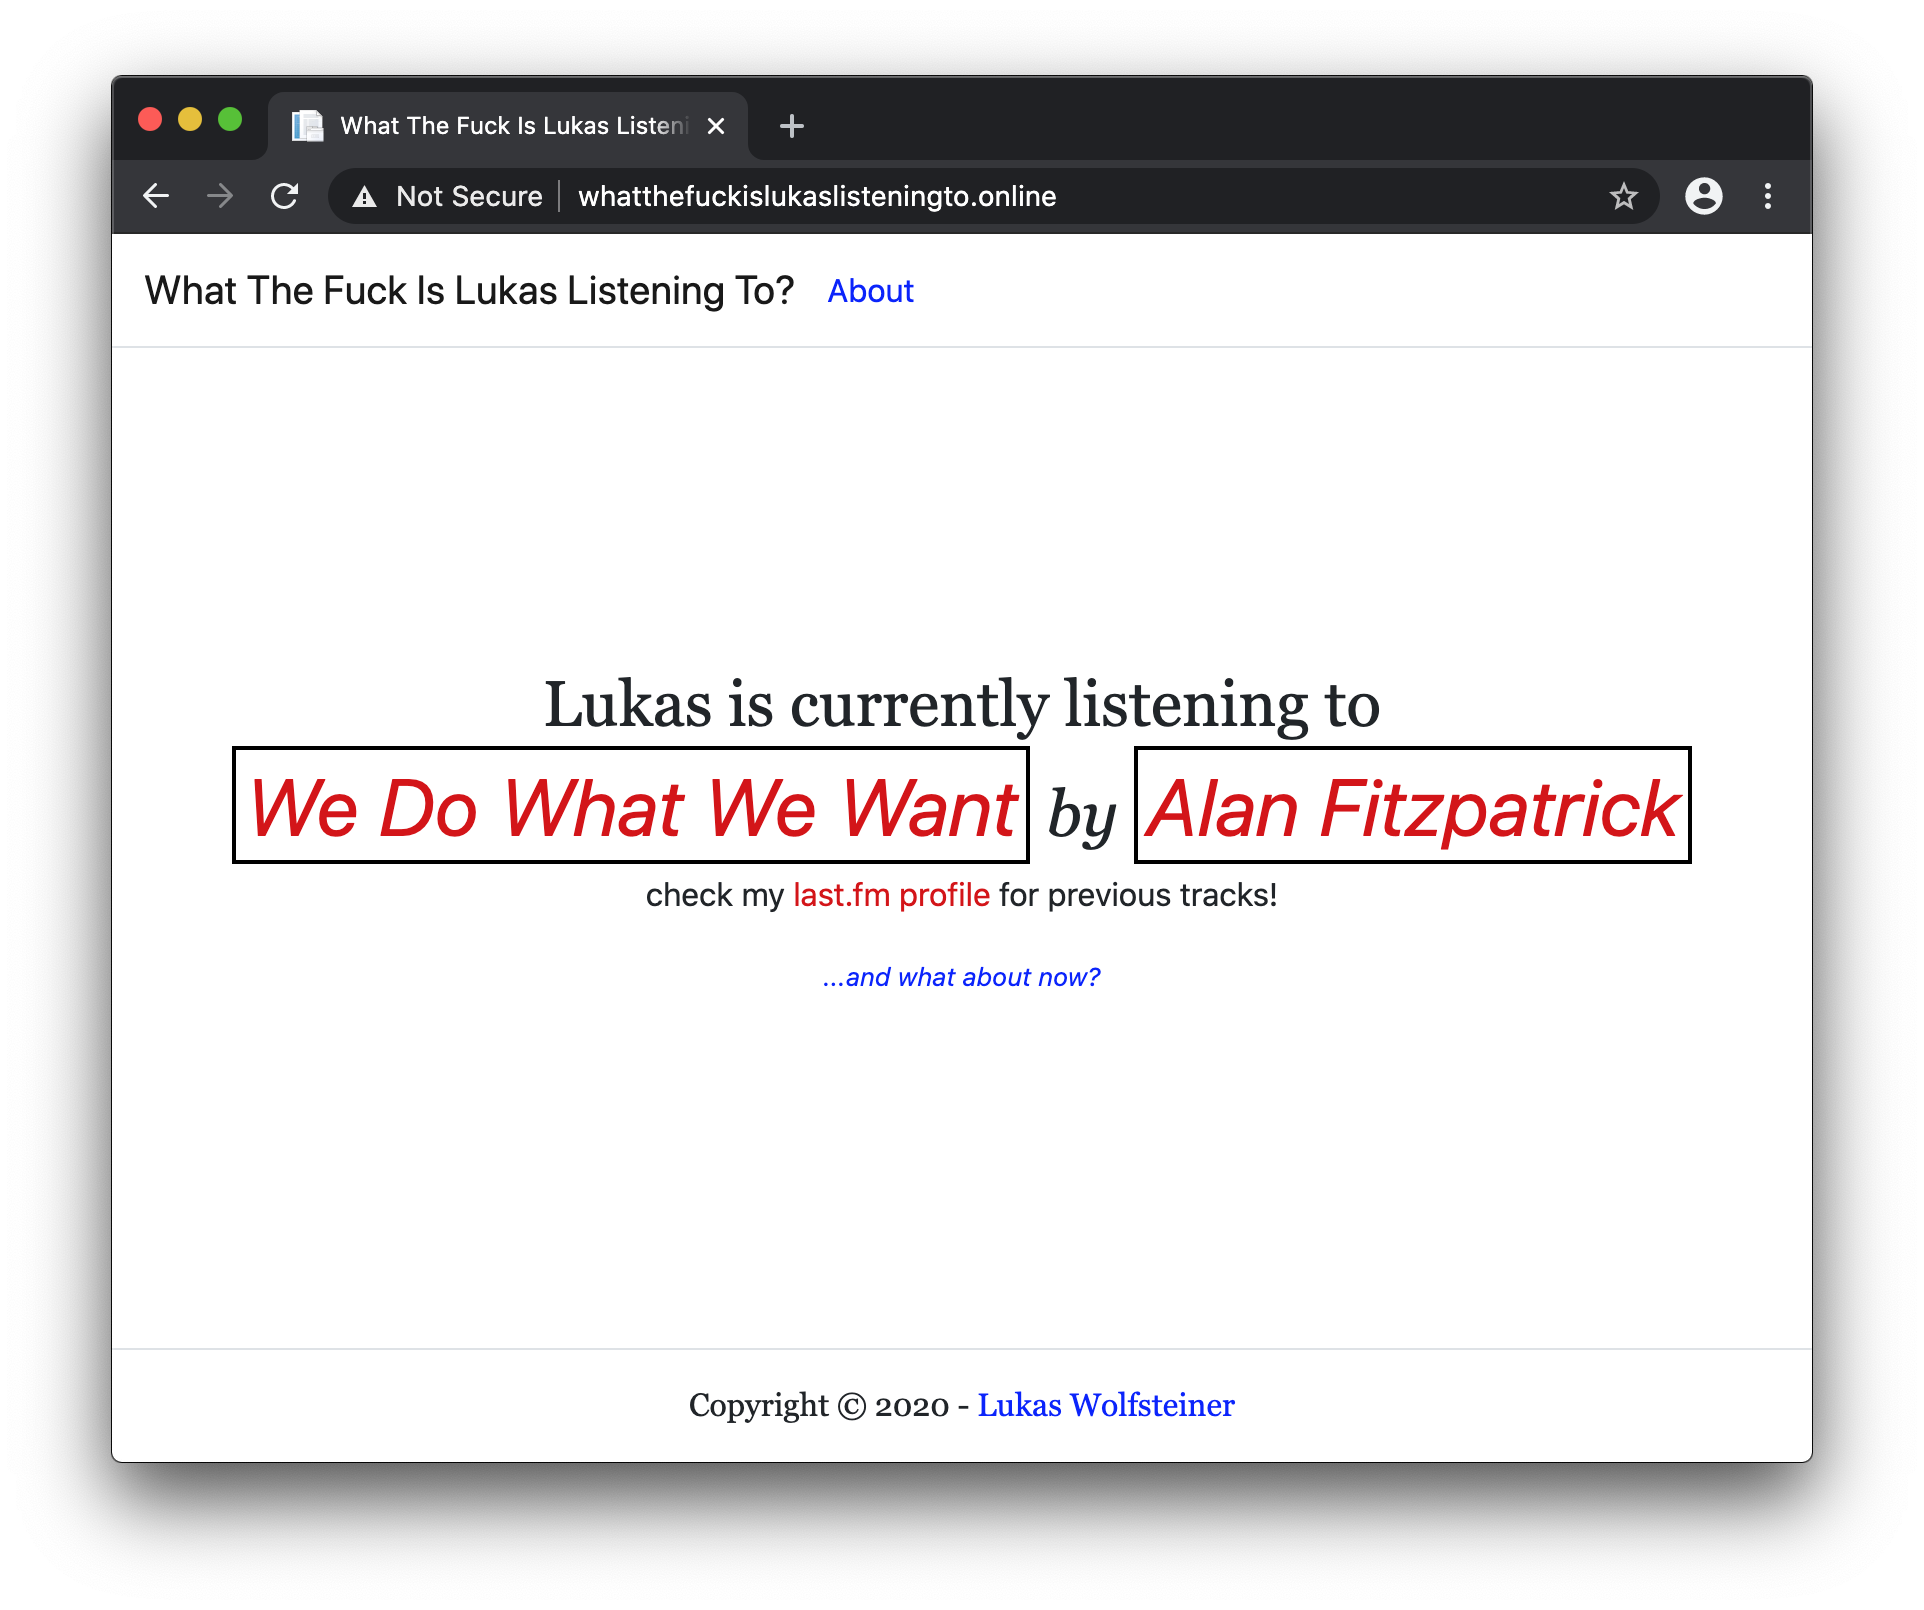 What The Fuck Is Lukas Listeni
Not Secure whatthefuckislukaslisteningto.online
What The Fuck Is Lukas Listening To? About
Lukas is currently listening to
We Do What We Want by Alan Fitzpatrick
check my last.fm profile for previous tracks!
...and what about now?
Copyright © 2020 - Lukas Wolfsteiner